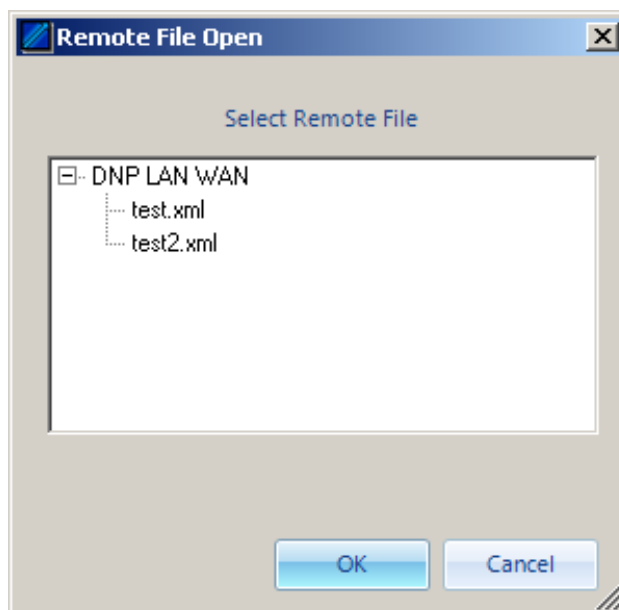 Remote File Open
Select Remote File
DNP LAN WAN
test.xml
test2.xml
OK
Cancel